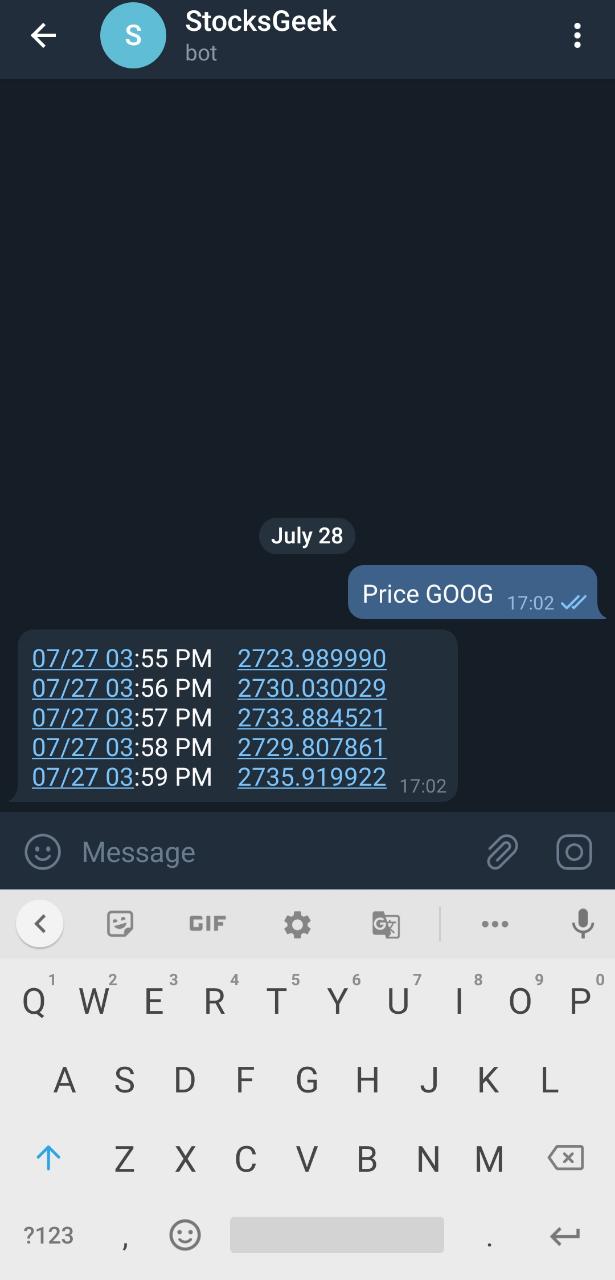 S
StocksGeek
bot
July 28
Price GOOG 17:02
07/27 03:55 PM 2723.989990
07/27 03:56 PM 2730.030029
07/27 03:57 PM 2733.884521
07/27 03:58 PM 2729.807861
07/27 03:59 PM 2735.919922 17:02
Message
GIF
1 2 3 4 5 6 7 8 9 0
Q W E R T Y U I O P
A S D F G H J K L
Z X C V B N M
?123 , .